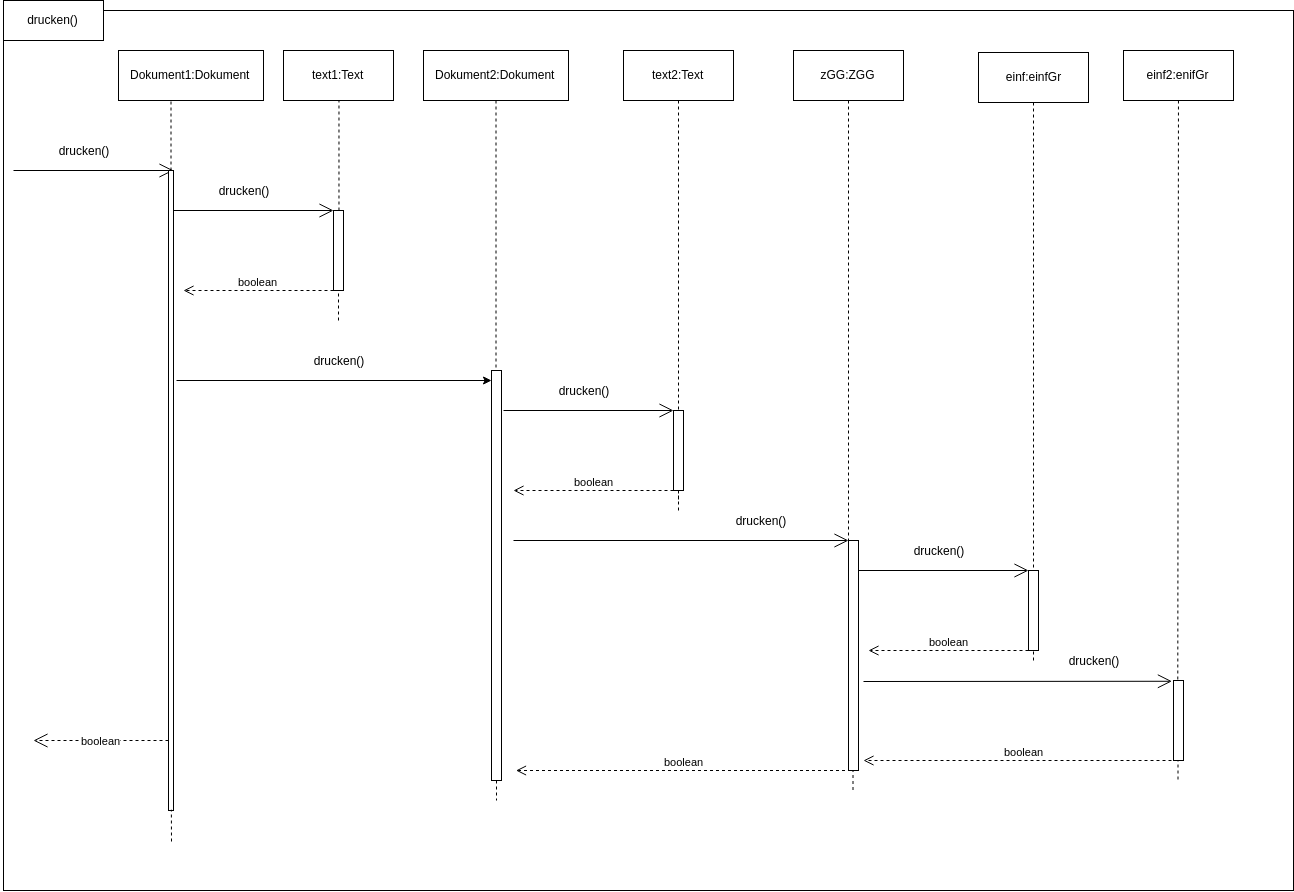 drucken()
Dokument1:Dokument
text1:Text
Dokument2:Dokument
text2:Text
zGG:ZGG
einf:einfGr
einf2:enifGr
drucken()
drucken()
boolean
drucken()
drucken()
boolean
drucken()
drucken()
boolean
drucken()
boolean
boolean
boolean